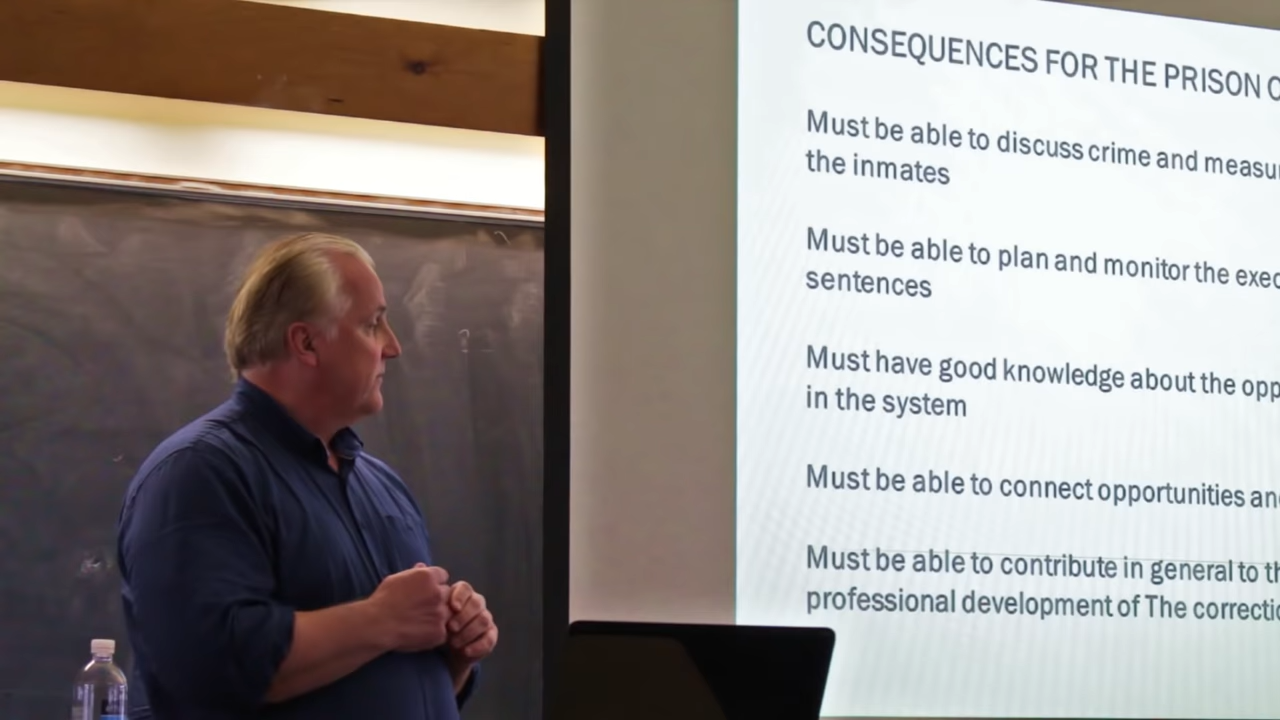 CONSEQUENCES FOR THE PRISON
Must be able to discuss crime and
the inmates
Must be able to plan and monitor the
sentences
Must have good knowledge about the
in the system
Must be able to connect opportunities
Must be able to contribute in general to
professional development of The